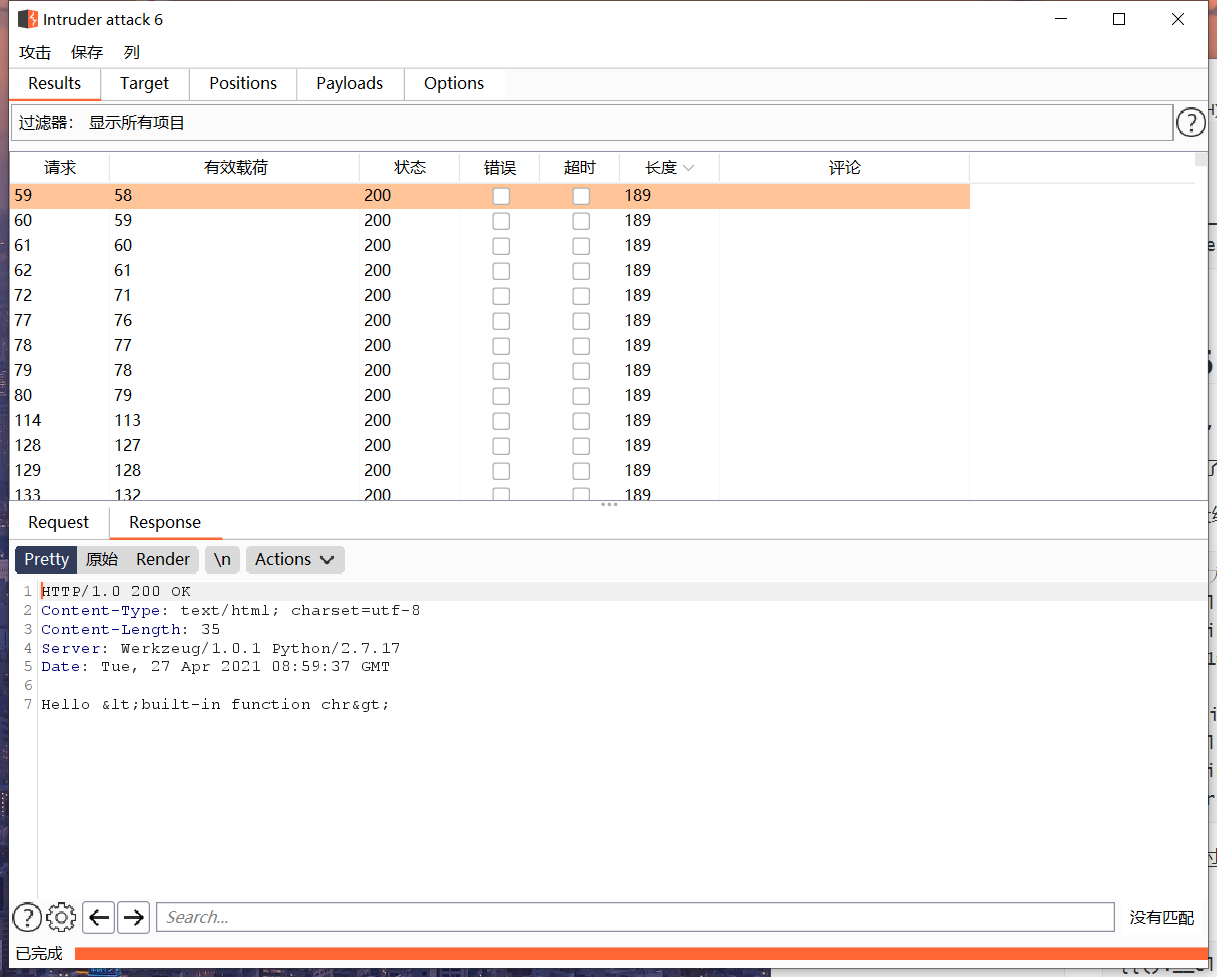 Intruder attack 6
攻击 保存 列
Results Target Positions Payloads Options
过滤器： 显示所有项目 ?
请求 有效载荷 状态 错误 超时 长度 评论
59 58 200 189
60 59 200 189
61 60 200 189
62 61 200 189
72 71 200 189
77 76 200 189
78 77 200 189
79 78 200 189
80 79 200 189
114 113 200 189
128 127 200 189
129 128 200 189
133 132 200 189
Request Response
Pretty 原始 Render \n Actions
1 HTTP/1.0 200 OK
2 Content-Type: text/html; charset=utf-8
3 Content-Length: 35
4 Server: Werkzeug/1.0.1 Python/2.7.17
5 Date: Tue, 27 Apr 2021 08:59:37 GMT
6
7 Hello &lt;built-in function chr&gt;
? Search... 没有匹配
已完成